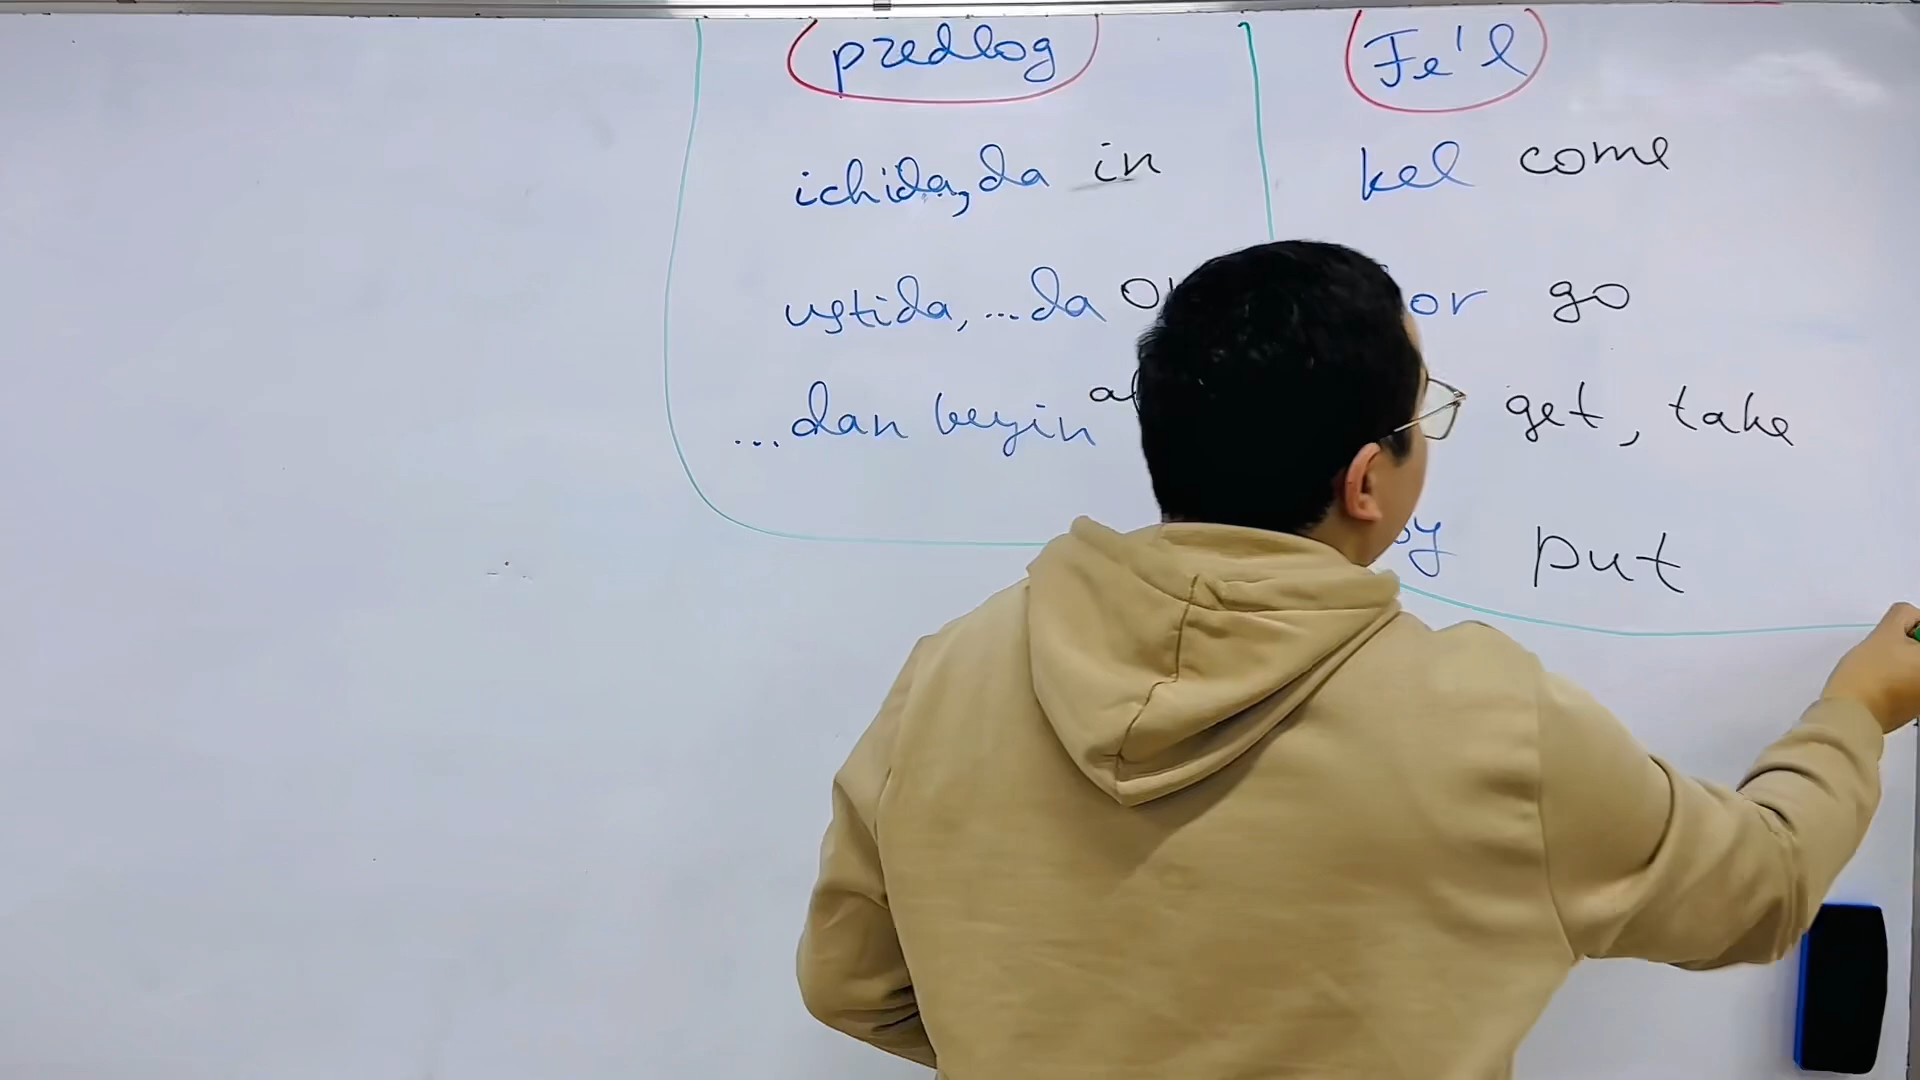 predlog
ichida, da in
ustida, ...da
...dan keyin
Fe'l
kel come
go
get, take
put